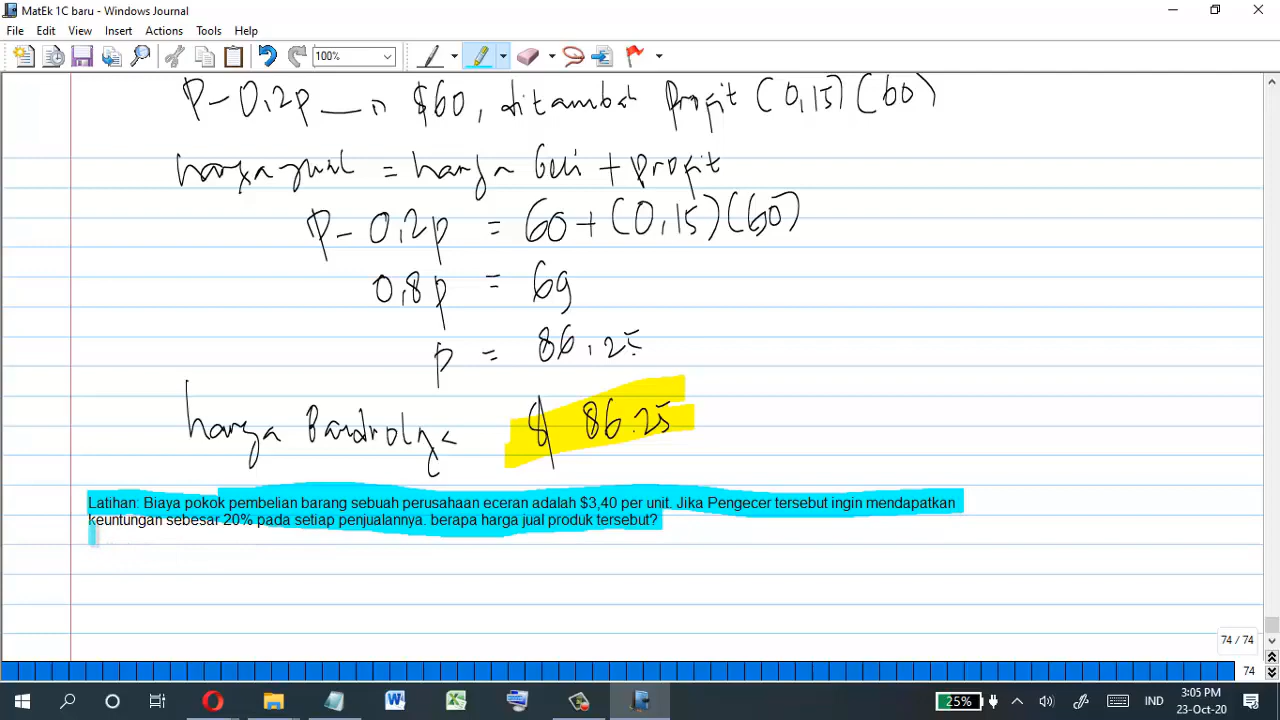 MatEk 1C baru - Windows Journal
File Edit View Insert Actions Tools Help
100%
P - 0,2p → $60, ditambah Profit (0,15)(60)
harga jual = harga beli + profit
P - 0,2p = 60 + (0,15)(60)
0,8p = 69
p = 86.25
harga Bandrolnya $ 86.25
Latihan: Biaya pokok pembelian barang sebuah perusahaan eceran adalah $3,40 per unit. Jika Pengecer tersebut ingin mendapatkan
keuntungan sebesar 20% pada setiap penjualannya. berapa harga jual produk tersebut?
74 / 74
74
25% IND 3:05 PM
23-Oct-20